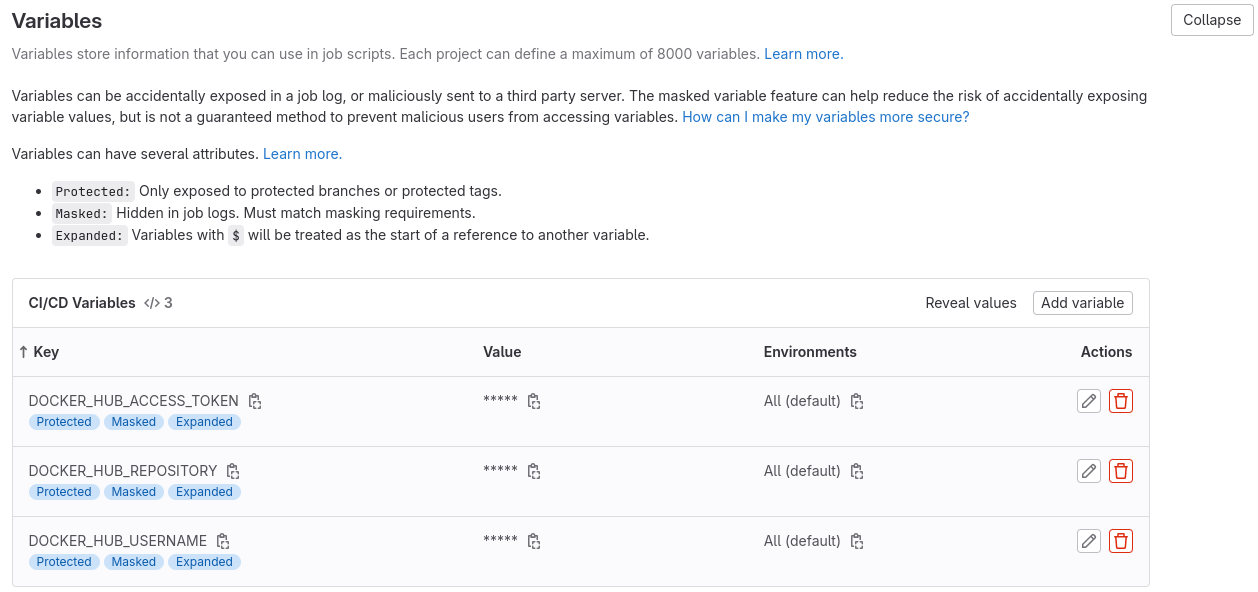 Variables
Collapse
Variables store information that you can use in job scripts. Each project can define a maximum of 8000 variables. Learn more.
Variables can be accidentally exposed in a job log, or maliciously sent to a third party server. The masked variable feature can help reduce the risk of accidentally exposing
variable values, but is not a guaranteed method to prevent malicious users from accessing variables. How can I make my variables more secure?
Variables can have several attributes. Learn more.
• Protected: Only exposed to protected branches or protected tags.
• Masked: Hidden in job logs. Must match masking requirements.
• Expanded: Variables with $ will be treated as the start of a reference to another variable.
CI/CD Variables </> 3 Reveal values Add variable
↑ Key Value Environments Actions
DOCKER_HUB_ACCESS_TOKEN ***** All (default)
Protected Masked Expanded
DOCKER_HUB_REPOSITORY ***** All (default)
Protected Masked Expanded
DOCKER_HUB_USERNAME ***** All (default)
Protected Masked Expanded